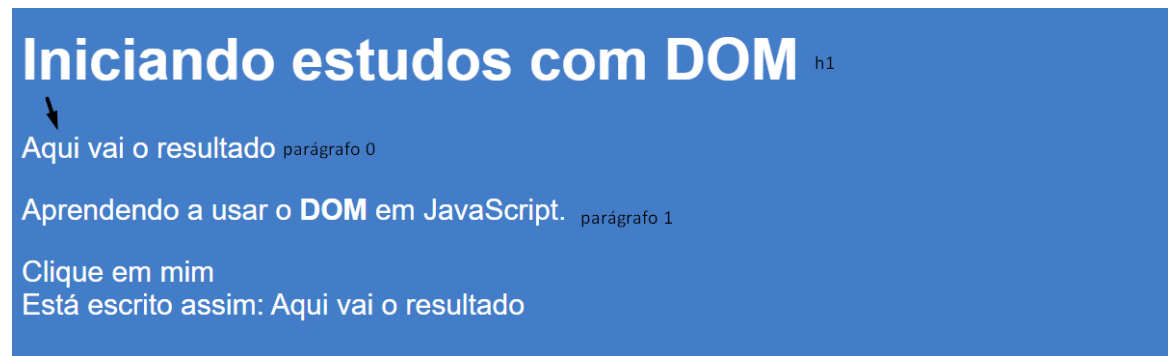 Iniciando estudos com DOM h1
Aqui vai o resultado parágrafo 0
Aprendendo a usar o DOM em JavaScript. parágrafo 1
Clique em mim
Está escrito assim: Aqui vai o resultado